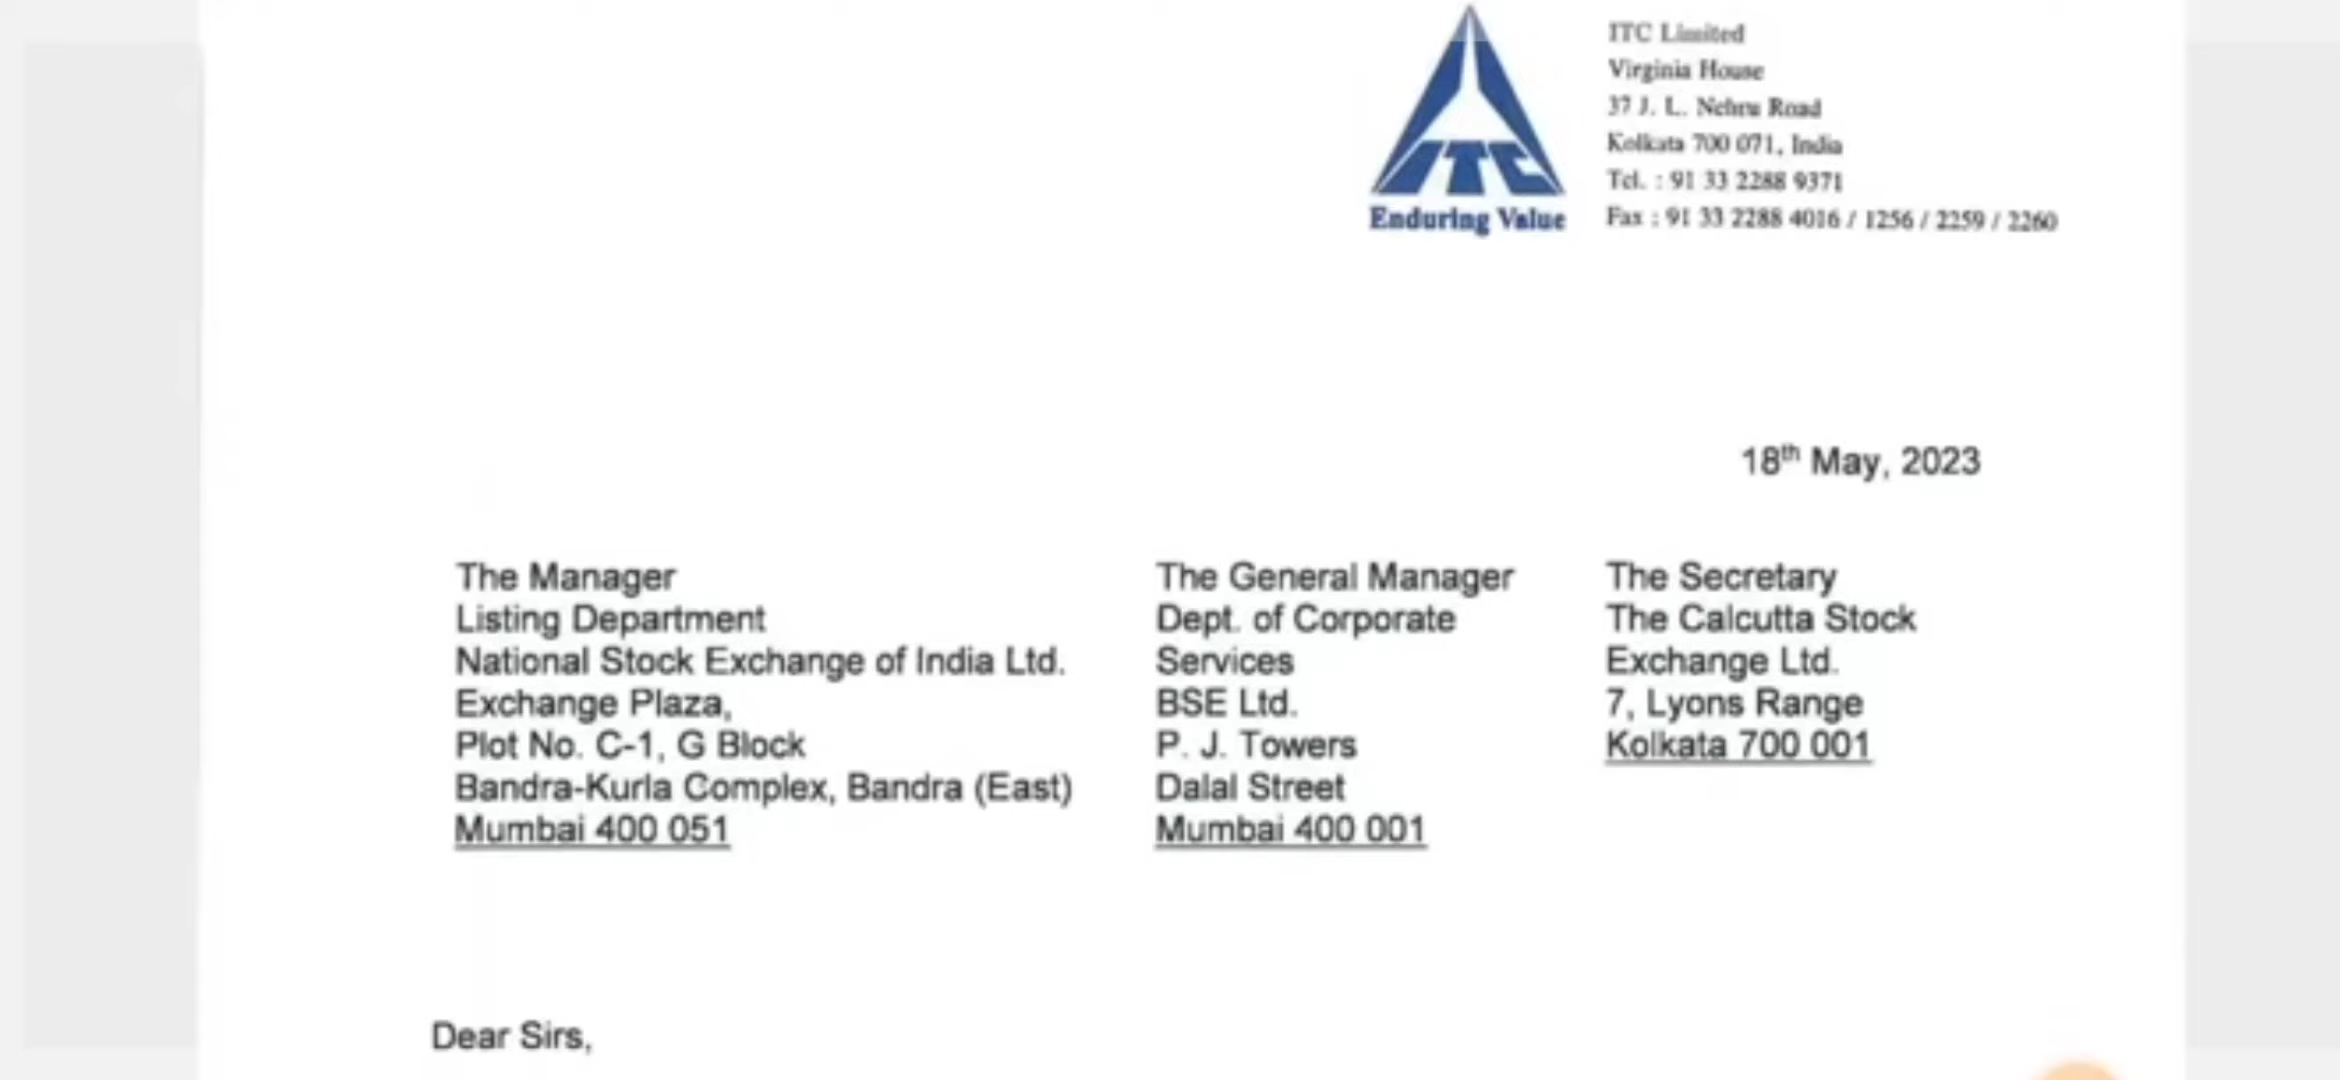 ITC
Enduring Value
ITC Limited
Virginia House
37 J. L. Nehru Road
Kolkata 700 071, India
Tel. : 91 33 2288 9371
Fax : 91 33 2288 4016 / 1256 / 2259 / 2260
18th May, 2023
The Manager
Listing Department
National Stock Exchange of India Ltd.
Exchange Plaza,
Plot No. C-1, G Block
Bandra-Kurla Complex, Bandra (East)
Mumbai 400 051
The General Manager
Dept. of Corporate
Services
BSE Ltd.
P. J. Towers
Dalal Street
Mumbai 400 001
The Secretary
The Calcutta Stock
Exchange Ltd.
7, Lyons Range
Kolkata 700 001
Dear Sirs,